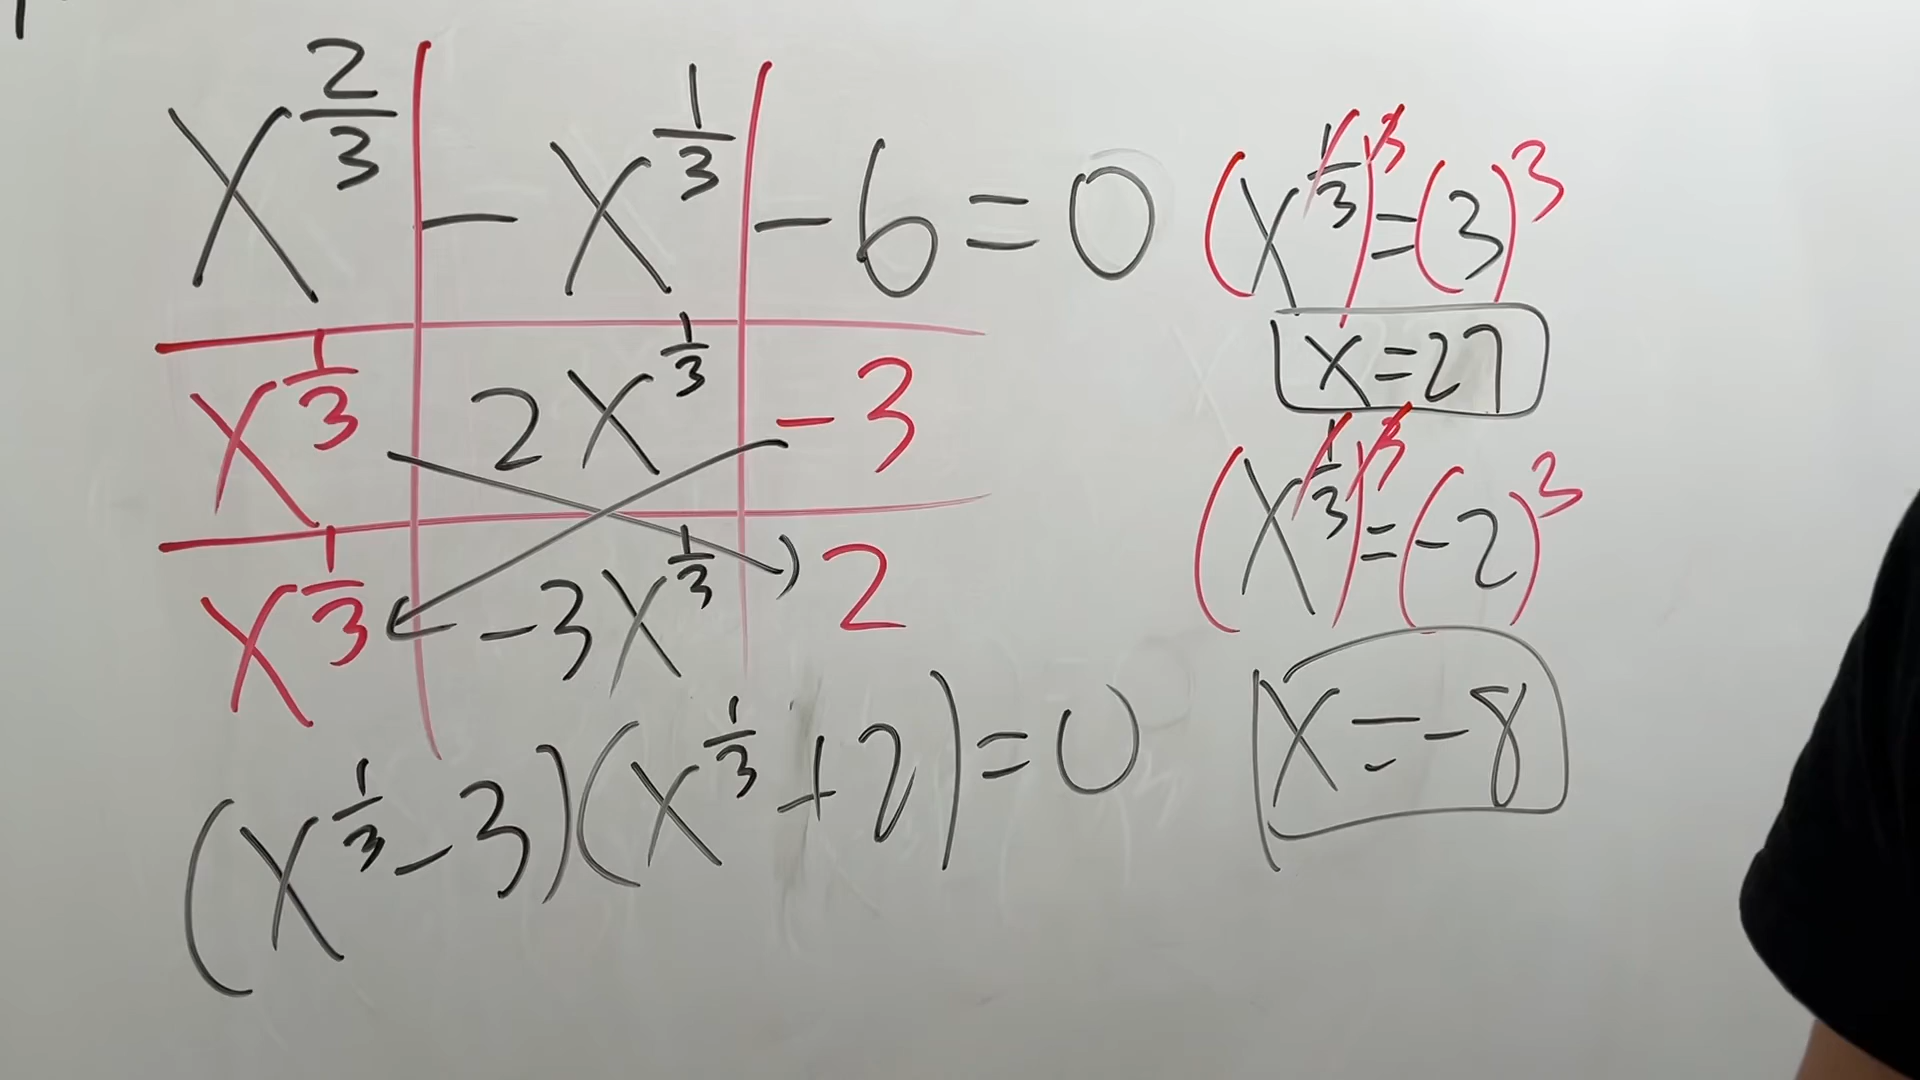 x^{2/3} - x^{1/3} - 6 = 0
x^{1/3} 2x^{1/3} -3
x^{1/3} -3x^{1/3} 2
(x^{1/3} - 3)(x^{1/3} + 2) = 0
(x^{1/3})^3 = (3)^3
x = 27
(x^{1/3})^3 = (-2)^3
x = -8